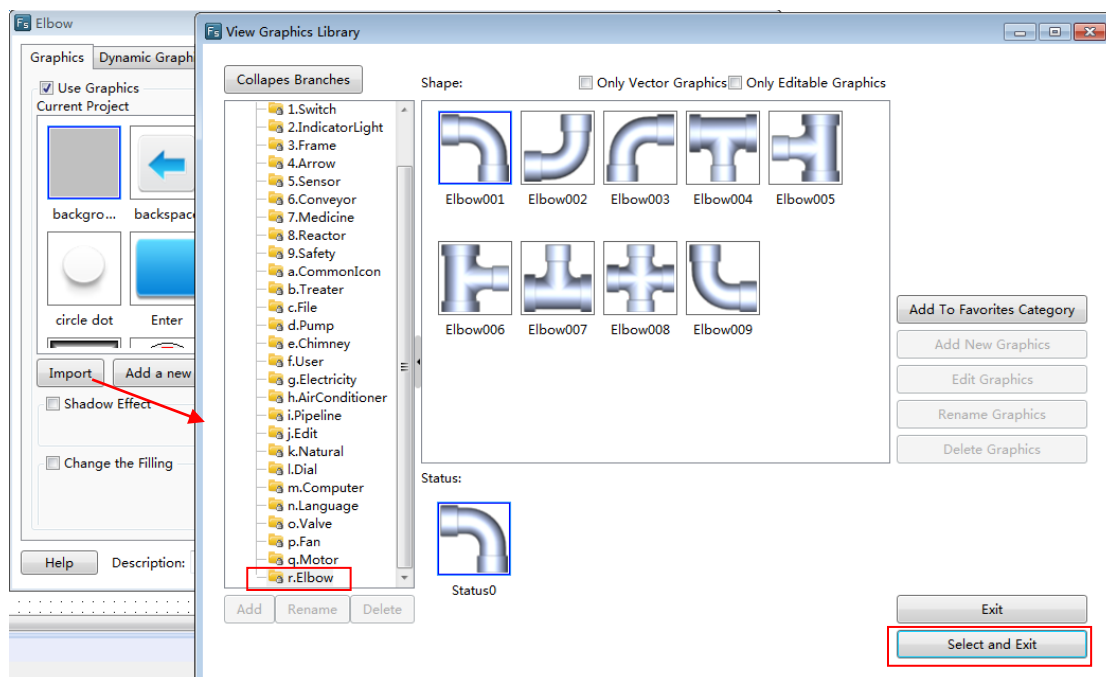 Elbow
Graphics Dynamic Graph
Use Graphics
Current Project
backgro... backspace
circle dot Enter
Import Add a new
Shadow Effect
Change the Filling
Help Description:
View Graphics Library
Collapes Branches
Shape: Only Vector Graphics Only Editable Graphics
1.Switch
2.IndicatorLight
3.Frame
4.Arrow
5.Sensor
6.Conveyor
7.Medicine
8.Reactor
9.Safety
a.CommonIcon
b.Treater
c.File
d.Pump
e.Chimney
f.User
g.Electricity
h.AirConditioner
i.Pipeline
j.Edit
k.Natural
l.Dial
m.Computer
n.Language
o.Valve
p.Fan
q.Motor
r.Elbow
Add Rename Delete
Elbow001 Elbow002 Elbow003 Elbow004 Elbow005
Elbow006 Elbow007 Elbow008 Elbow009
Status:
Status0
Add To Favorites Category
Add New Graphics
Edit Graphics
Rename Graphics
Delete Graphics
Exit
Select and Exit